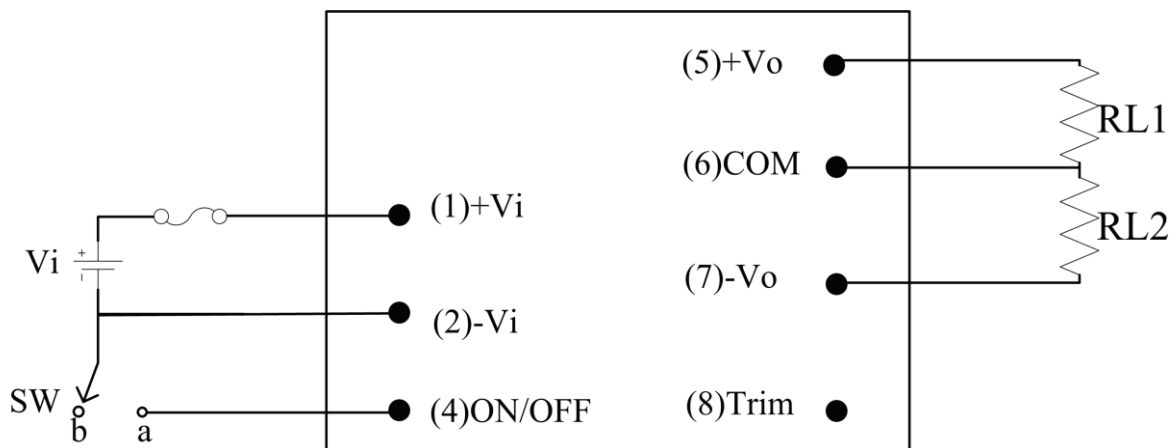 (5)+Vo
RL1
(6)COM
(1)+Vi
RL2
+
Vi
-
(7)-Vo
(2)-Vi
SW
b
a
(4)ON/OFF
(8)Trim